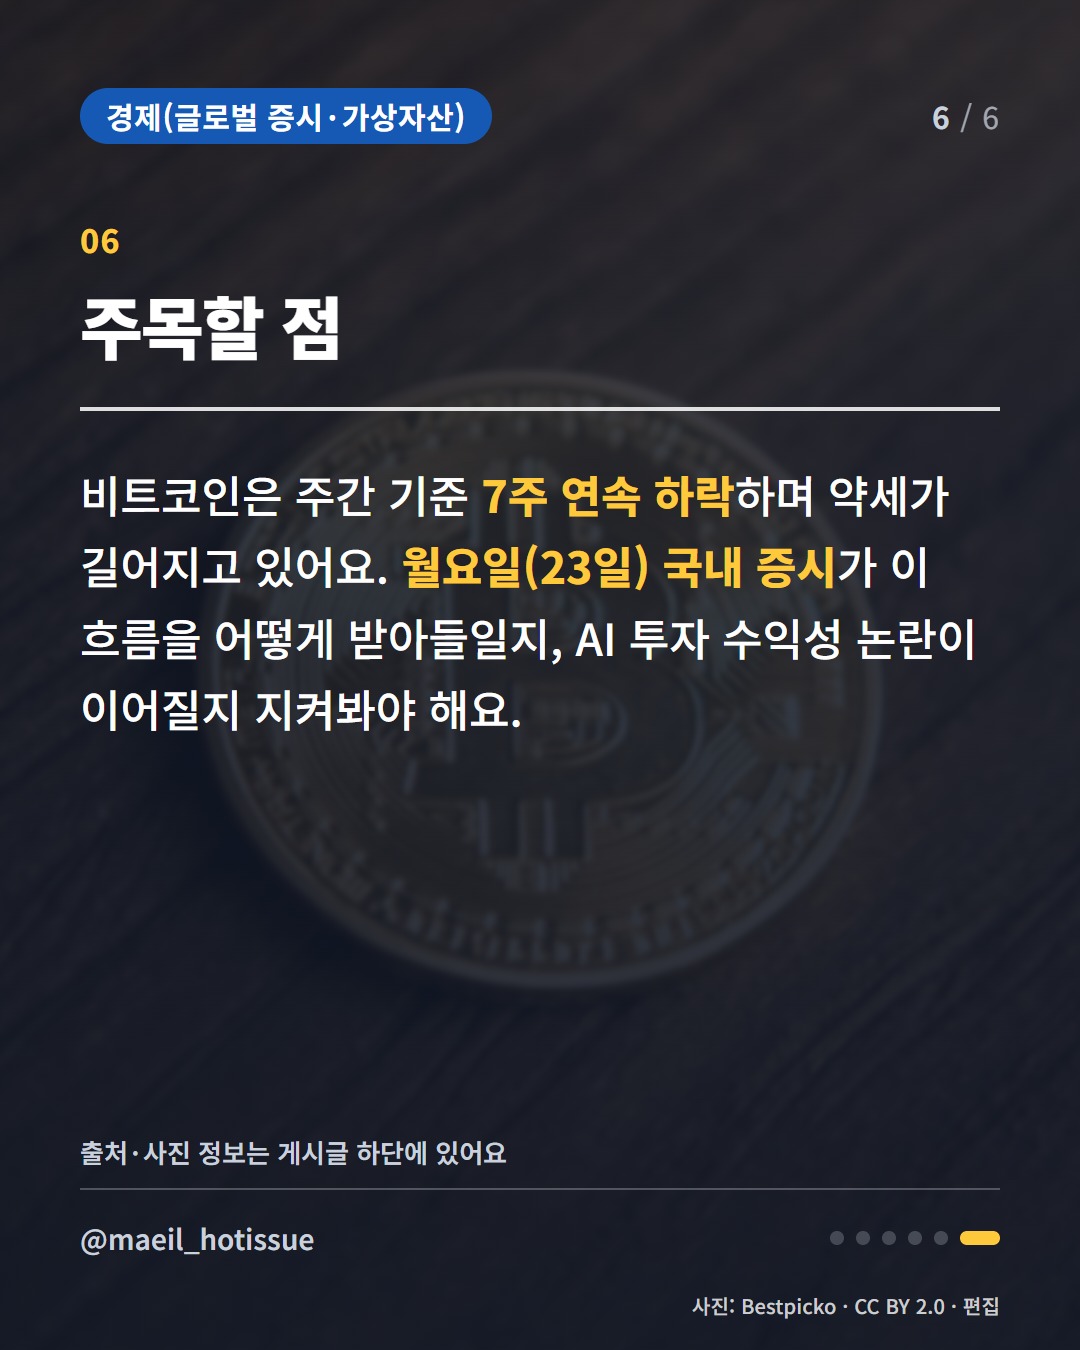 경제(글로벌 증시·가상자산)
6 / 6
06
주목할 점
비트코인은 주간 기준 7주 연속 하락하며 약세가
길어지고 있어요. 월요일(23일) 국내 증시가 이
흐름을 어떻게 받아들일지, AI 투자 수익성 논란이
이어질지 지켜봐야 해요.
출처·사진 정보는 게시글 하단에 있어요
@maeil_hotissue
사진: Bestpicko · CC BY 2.0 · 편집